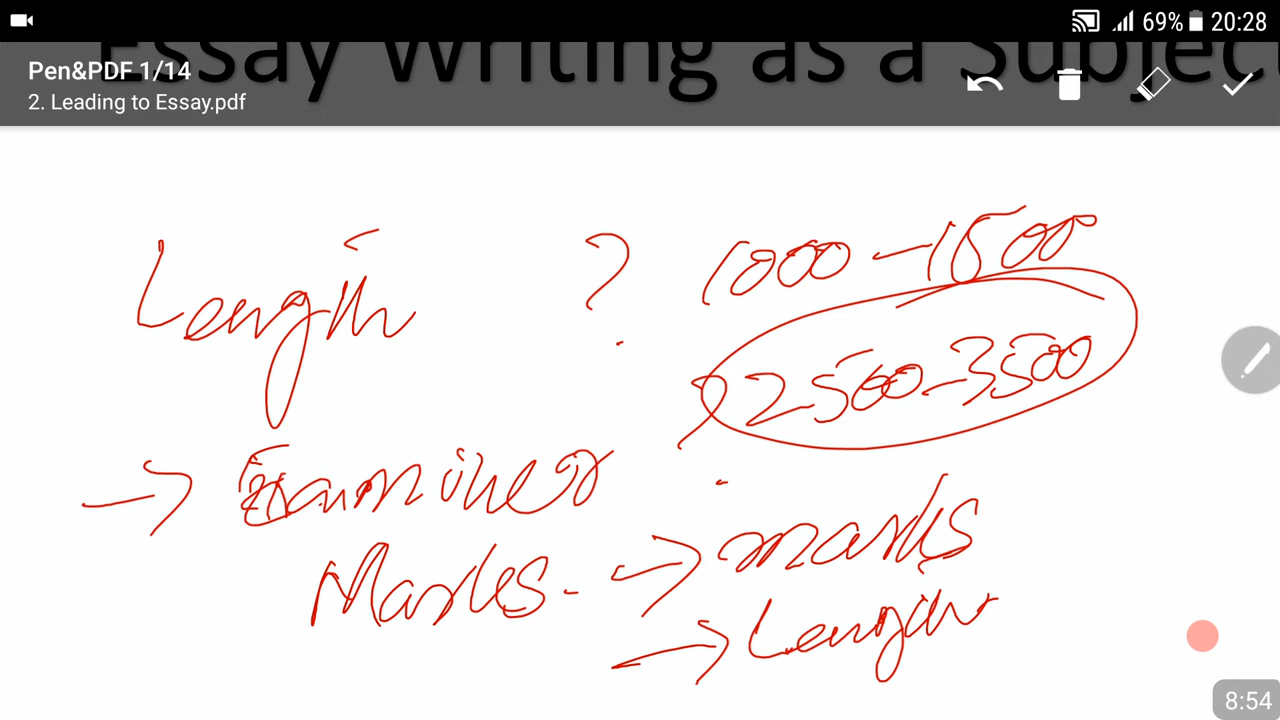 69% 20:28
Essay Writing as a Subject
Pen&PDF 1/14
2. Leading to Essay.pdf
Length ? 1000-1500
2500-3500
→ Examiner
Marks. → marks
→ Length
8:54